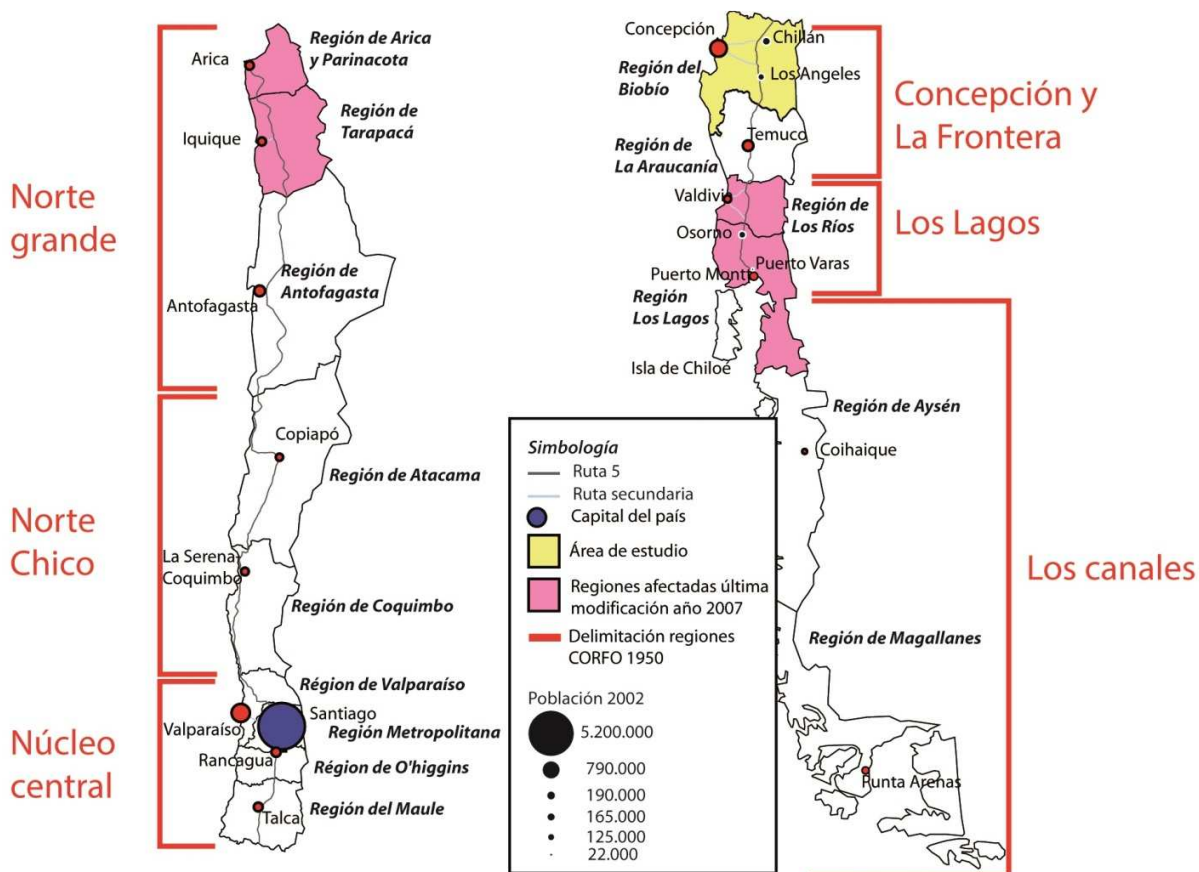 Norte
grande
Norte
Chico
Núcleo
central
Arica
Región de Arica
y Parinacota
Región de
Tarapacá
Iquique
Región de
Antofagasta
Antofagasta
Copiapó
Región de Atacama
La Serena-
Coquimbo
Región de Coquimbo
Région de Valparaíso
Santiago
Valparaíso
Región Metropolitana
Rancagua
Région de O'higgins
Región del Maule
Talca
Concepción
Chillán
Región del
Biobío
Los Angeles
Temuco
Región de
La Araucanía
Valdivi
Región de
Los Ríos
Osorno
Puerto Varas
Puerto Montt
Región
Los Lagos
Isla de Chiloé
Región de Aysén
Coihaique
Región de Magallanes
Punta Arenas
Concepción y
La Frontera
Los Lagos
Los canales
Simbología
Ruta 5
Ruta secundaria
Capital del país
Área de estudio
Regiones afectadas última
modificación año 2007
Delimitación regiones
CORFO 1950
Población 2002
5.200.000
790.000
190.000
165.000
125.000
22.000